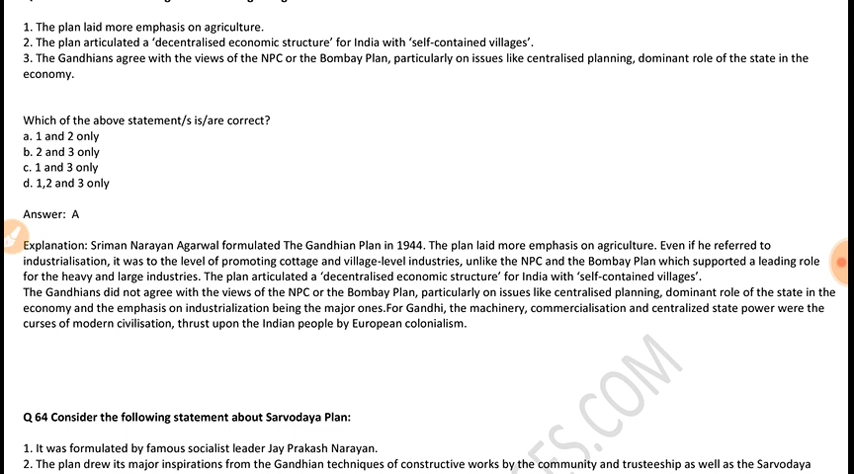 1. The plan laid more emphasis on agriculture.
2. The plan articulated a ‘decentralised economic structure’ for India with ‘self-contained villages’.
3. The Gandhians agree with the views of the NPC or the Bombay Plan, particularly on issues like centralised planning, dominant role of the state in the
economy.
Which of the above statement/s is/are correct?
a. 1 and 2 only
b. 2 and 3 only
c. 1 and 3 only
d. 1,2 and 3 only
Answer: A
Explanation: Sriman Narayan Agarwal formulated The Gandhian Plan in 1944. The plan laid more emphasis on agriculture. Even if he referred to
industrialisation, it was to the level of promoting cottage and village-level industries, unlike the NPC and the Bombay Plan which supported a leading role
for the heavy and large industries. The plan articulated a ‘decentralised economic structure’ for India with ‘self-contained villages’.
The Gandhians did not agree with the views of the NPC or the Bombay Plan, particularly on issues like centralised planning, dominant role of the state in the
economy and the emphasis on industrialization being the major ones.For Gandhi, the machinery, commercialisation and centralized state power were the
curses of modern civilisation, thrust upon the Indian people by European colonialism.
Q 64 Consider the following statement about Sarvodaya Plan:
1. It was formulated by famous socialist leader Jay Prakash Narayan.
2. The plan drew its major inspirations from the Gandhian techniques of constructive works by the community and trusteeship as well as the Sarvodaya
ES.COM